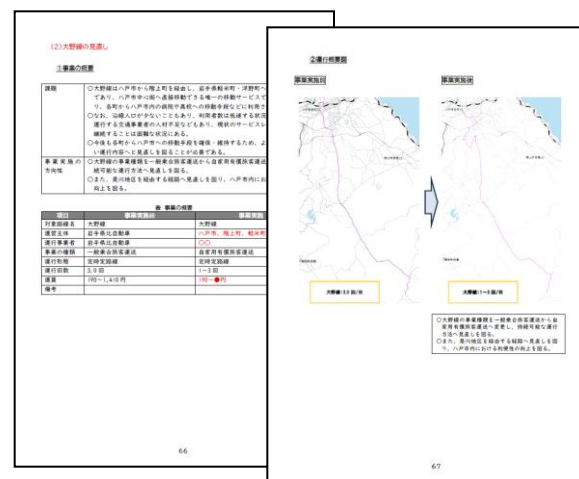 (2)大野線の見直し
①事業の概要
課題
○大野線は八戸市から階上町を経由し、岩手県軽米町・洋野町へ
であり、八戸市中心街へ直接移動できる唯一の移動サービスで
り、各町から八戸市内の病院や高校への移動手段などに利用さ
○なお、沿線人口が少ないこともあり、利用者数は低迷する状況
運行する交通事業者の人材不足などもあり、現状のサービスレ
継続することは困難な状況にある。
○今後も各町から八戸市への移動手段を確保・維持するため、よ
い運行内容へと見直しを図ることが必要である。
事業実施の
方向性
○大野線の事業種類を一般乗合旅客運送から自家用有償旅客運送
続可能な運行方法へ見直しを図る。
○また、是川地区を経由する経路へ見直しを図り、八戸市内にお
向上を図る。
表 事業の概要
項目 事業実施前 事業実施
対象路線名 大野線 大野線
運営主体 岩手県北自動車 八戸市、階上町、軽米町
運行事業者 岩手県北自動車 ○○
事業の種類 一般乗合旅客運送 自家用有償旅客運送
運行形態 定時定路線 定時定路線
運行回数 3.0回 1~3回
運賃 190~1,410円 190~●円
備考
66
②運行概要図
事業実施前
事業実施後
大野線:3.0回/日
大野線:1~3回/日
○大野線の事業種類を一般乗合旅客運送から自
家用有償旅客運送へ変更し、持続可能な運行
方法へ見直しを図る。
○また、是川地区を経由する経路へ見直しを図
り、八戸市内における利便性の向上を図る。
67